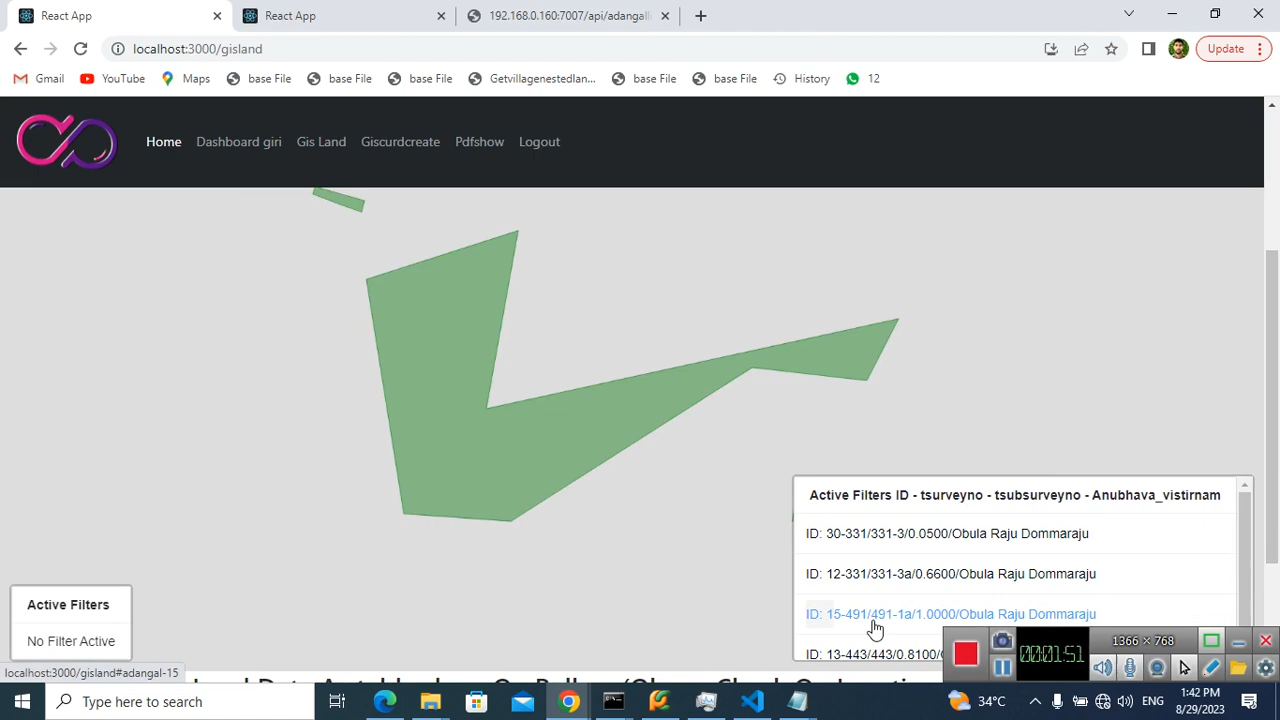 React App
React App
192.168.0.160:7007/api/adangall
localhost:3000/gisland
Update
Gmail
YouTube
Maps
base File
base File
base File
Getvillagenestedlan...
base File
base File
History
12
Home
Dashboard giri
Gis Land
Giscurdcreate
Pdfshow
Logout
Active Filters ID - tsurveyno - tsubsurveyno - Anubhava_vistirnam
ID: 30-331/331-3/0.0500/Obula Raju Dommaraju
ID: 12-331/331-3a/0.6600/Obula Raju Dommaraju
ID: 15-491/491-1a/1.0000/Obula Raju Dommaraju
ID: 13-443/443/0.8100/
Active Filters
No Filter Active
localhost:3000/gisland#adangal-15
00:01:51
1366 × 768
Type here to search
34°C
ENG
1:42 PM
8/29/2023